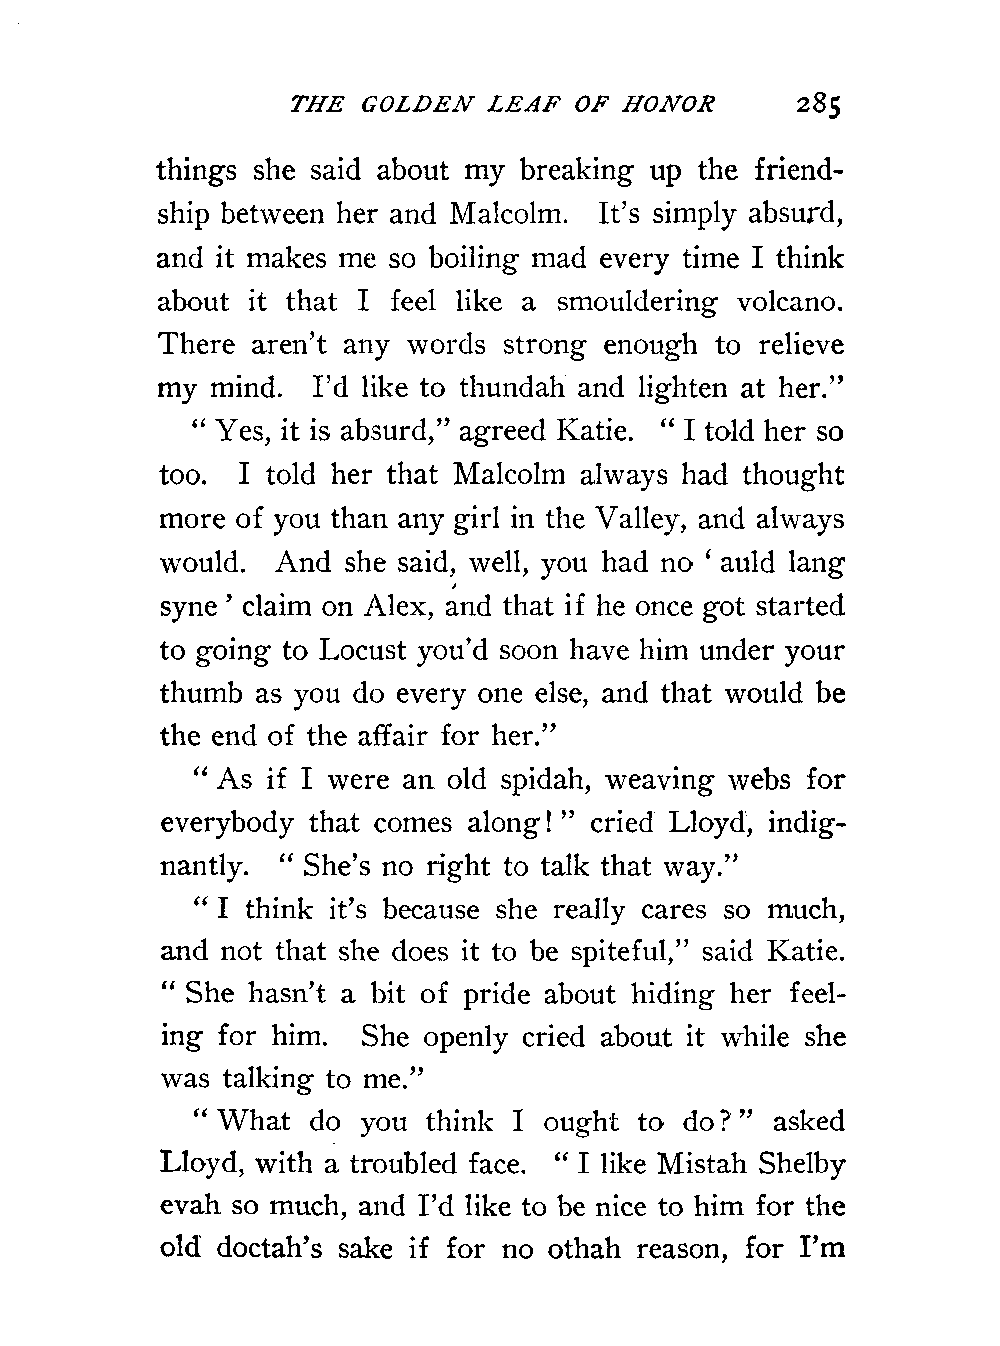 THE GOLDEN LEAF OF HONOR 285
things she said about my breaking up the friend-
ship between her and Malcolm. It's simply absurd,
and it makes me so boiling mad every time I think
about it that I feel like a smouldering volcano.
There aren't any words strong enough to relieve
my mind. I'd like to thundah and lighten at her."
" Yes, it is absurd," agreed Katie. " I told her so
too. I told her that Malcolm always had thought
more of you than any girl in the Valley, and always
would. And she said, well, you had no ' auld lang
syne ' claim on Alex, and that if he once got started
to going to Locust you'd soon have him under your
thumb as you do every one else, and that would be
the end of the affair for her."
" As if I were an old spidah, weaving webs for
everybody that comes along! " cried Lloyd, indig-
nantly. " She's no right to talk that way."
" I think it's because she really cares so much,
and not that she does it to be spiteful," said Katie.
" She hasn't a bit of pride about hiding her feel-
ing for him. She openly cried about it while she
was talking to me."
" What do you think I ought to do? " asked
Lloyd, with a troubled face. " I like Mistah Shelby
evah so much, and I'd like to be nice to him for the
old doctah's sake if for no othah reason, for I'm